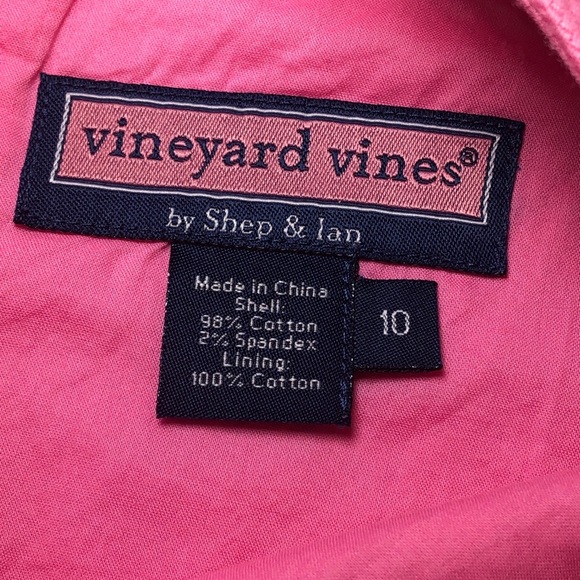 vineyard vines®
by Shep & Ian
Made in China
Shell:
98% Cotton
2% Spandex
Lining:
100% Cotton
10